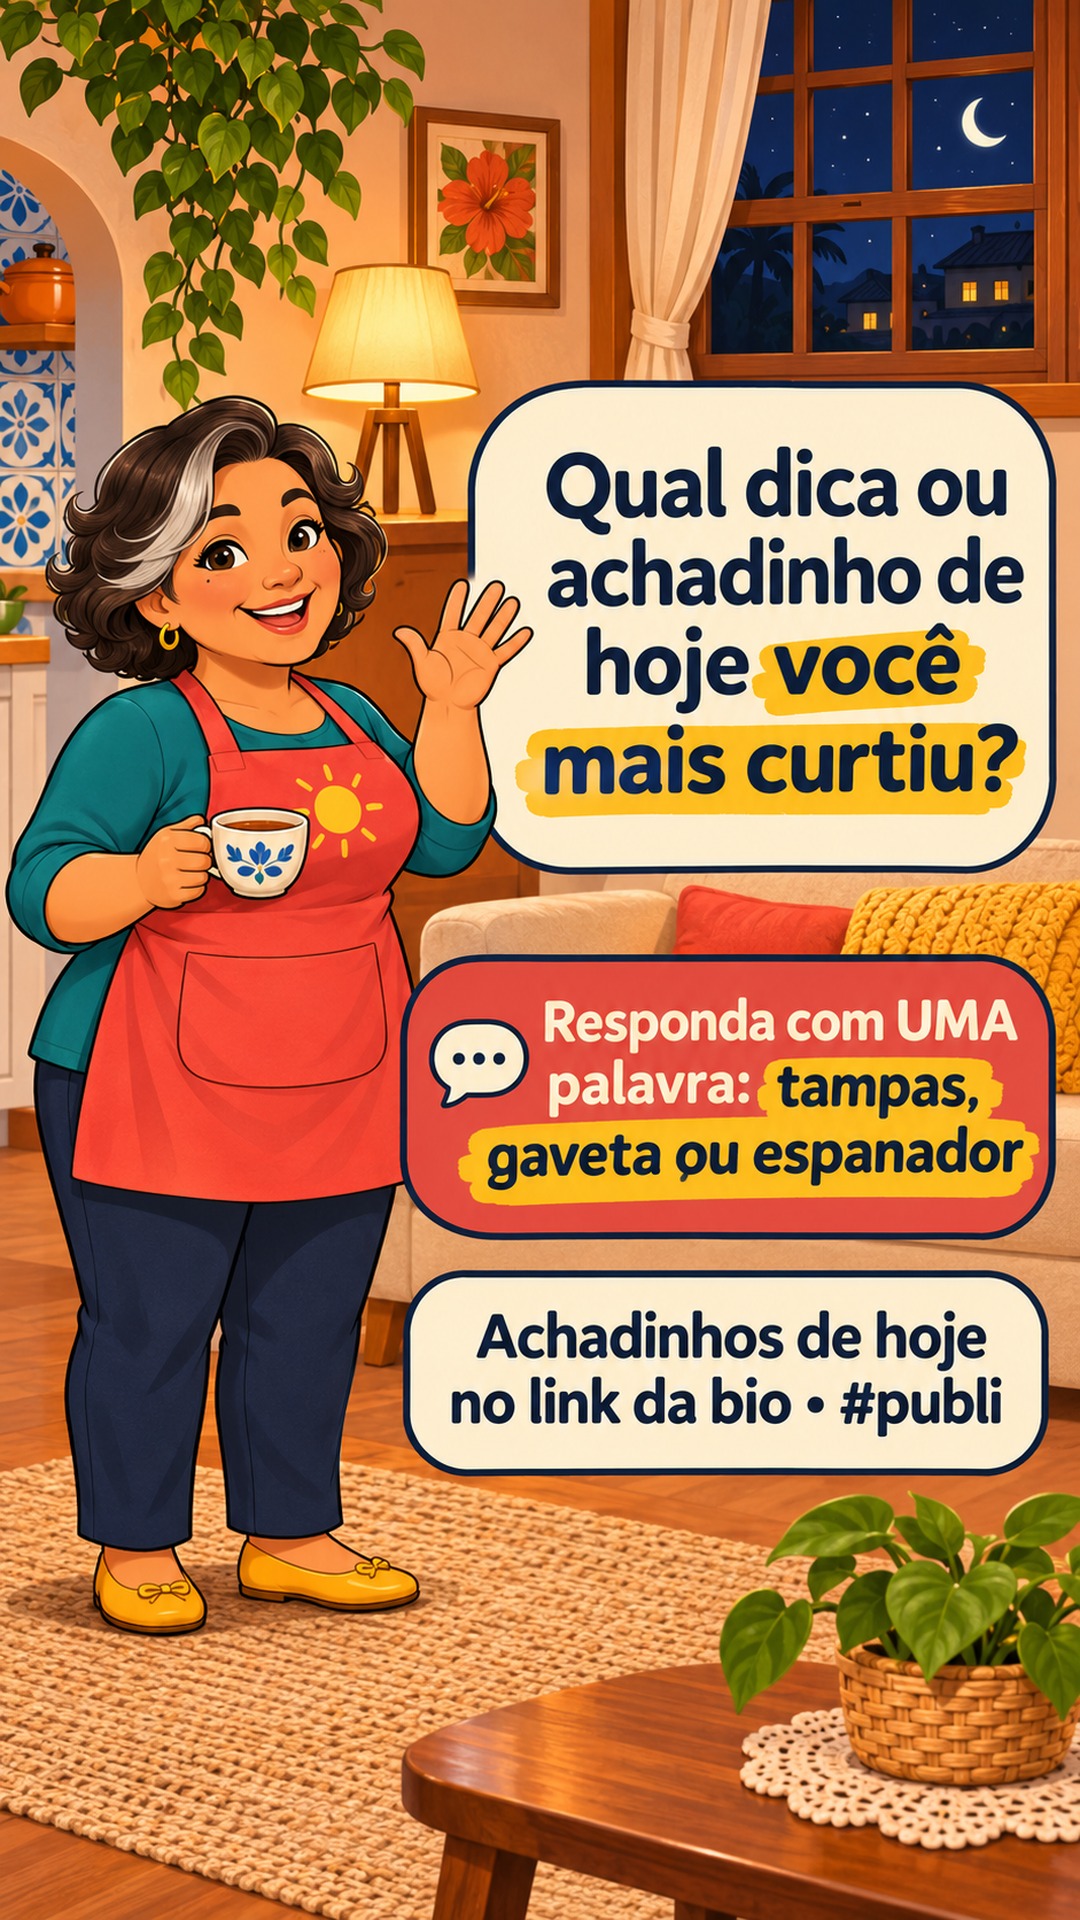 Qual dica ou
achadinho de
hoje você
mais curtiu?
Responda com UMA
palavra: tampas,
gaveta ou espanador
Achadinhos de hoje
no link da bio • #publi